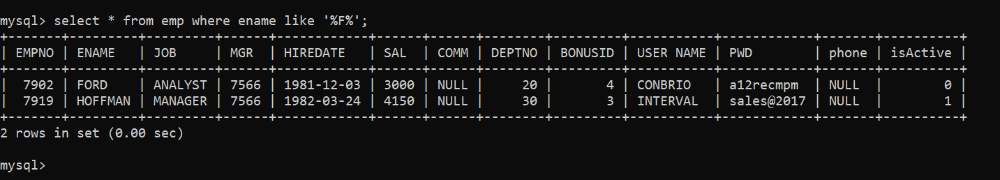 mysql> select * from emp where ename like '%F%';
+-------+---------+---------+------+------------+------+------+--------+---------+-----------+------------+-------+----------+
| EMPNO | ENAME   | JOB     | MGR  | HIREDATE   | SAL  | COMM | DEPTNO | BONUSID | USER NAME | PWD        | phone | isActive |
+-------+---------+---------+------+------------+------+------+--------+---------+-----------+------------+-------+----------+
|  7902 | FORD    | ANALYST | 7566 | 1981-12-03 | 3000 | NULL |     20 |       4 | CONBRIO   | a12recmpm  | NULL  |        0 |
|  7919 | HOFFMAN | MANAGER | 7566 | 1982-03-24 | 4150 | NULL |     30 |       3 | INTERVAL  | sales@2017 | NULL  |        1 |
+-------+---------+---------+------+------------+------+------+--------+---------+-----------+------------+-------+----------+
2 rows in set (0.00 sec)
mysql>